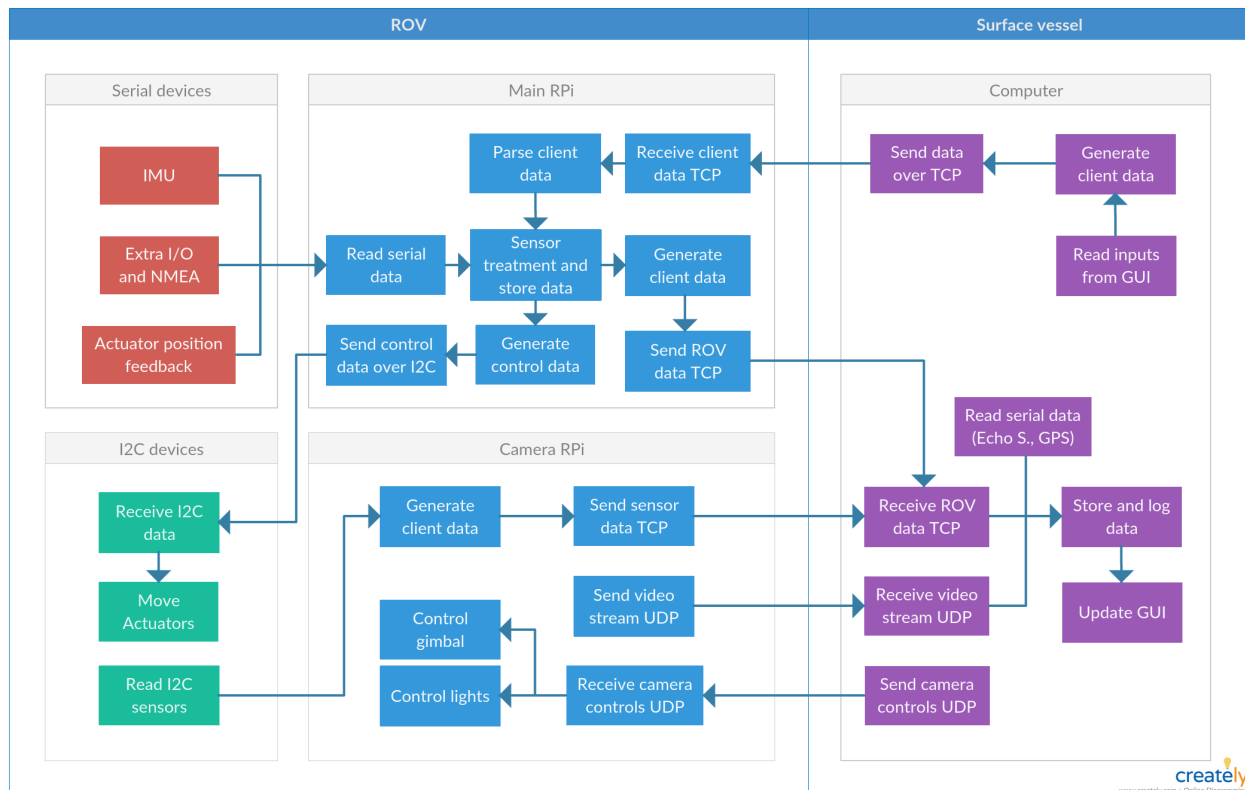 ROV
Surface vessel
Serial devices
IMU
Extra I/O
and NMEA
Actuator position
feedback
Main RPi
Parse client
data
Receive client
data TCP
Read serial
data
Sensor
treatment and
store data
Generate
client data
Send control
data over I2C
Generate
control data
Send ROV
data TCP
Computer
Send data
over TCP
Generate
client data
Read inputs
from GUI
Read serial data
(Echo S., GPS)
Receive ROV
data TCP
Store and log
data
Receive video
stream UDP
Update GUI
Send camera
controls UDP
I2C devices
Receive I2C
data
Move
Actuators
Read I2C
sensors
Camera RPi
Generate
client data
Send sensor
data TCP
Send video
stream UDP
Control
gimbal
Control lights
Receive camera
controls UDP
creately